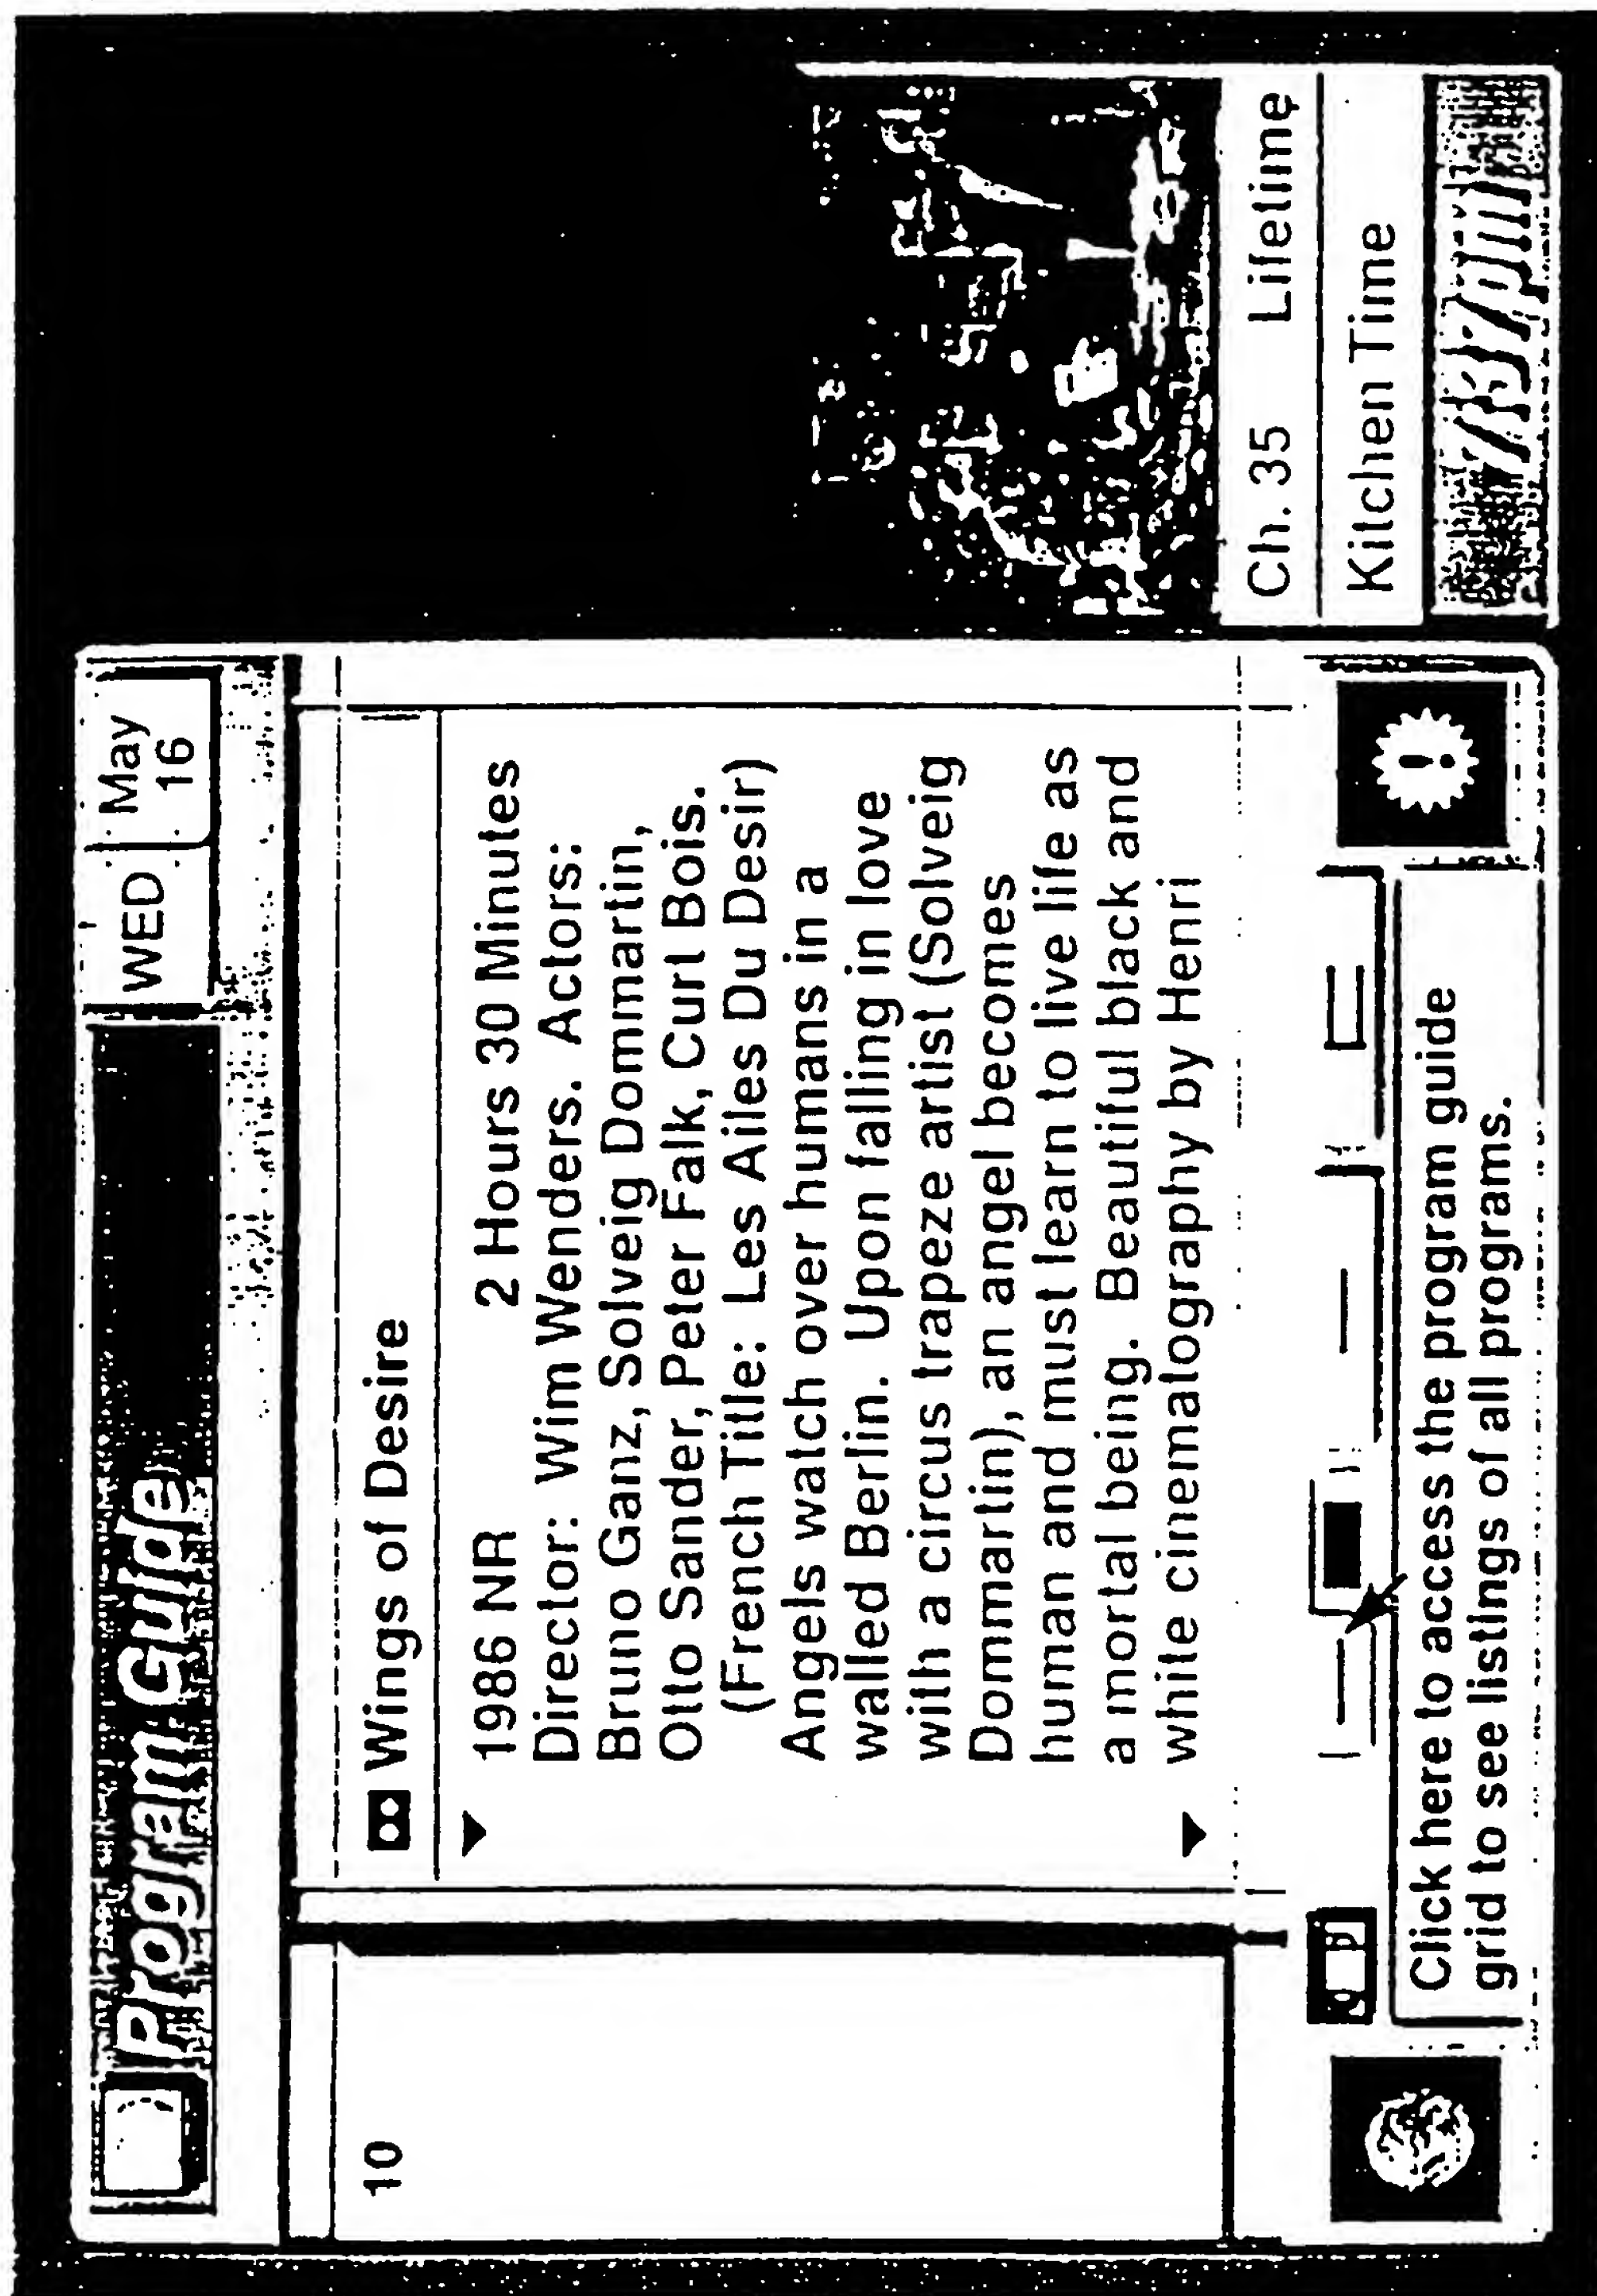 Program Guide
WED May
16
Wings of Desire
10
1986 NR 2 Hours 30 Minutes
Director: Wim Wenders. Actors:
Bruno Ganz, Solveig Dommartin,
Otto Sander, Peter Falk, Curt Bois.
(French Title: Les Ailes Du Desir)
Angels watch over humans in a
walled Berlin. Upon falling in love
with a circus trapeze artist (Solveig
Dommartin), an angel becomes
human and must learn to live life as
a mortal being. Beautiful black and
white cinematography by Henri
Click here to access the program guide
grid to see listings of all programs.
!
Ch. 35 Lifetime
Kitchen Time
7:37pm